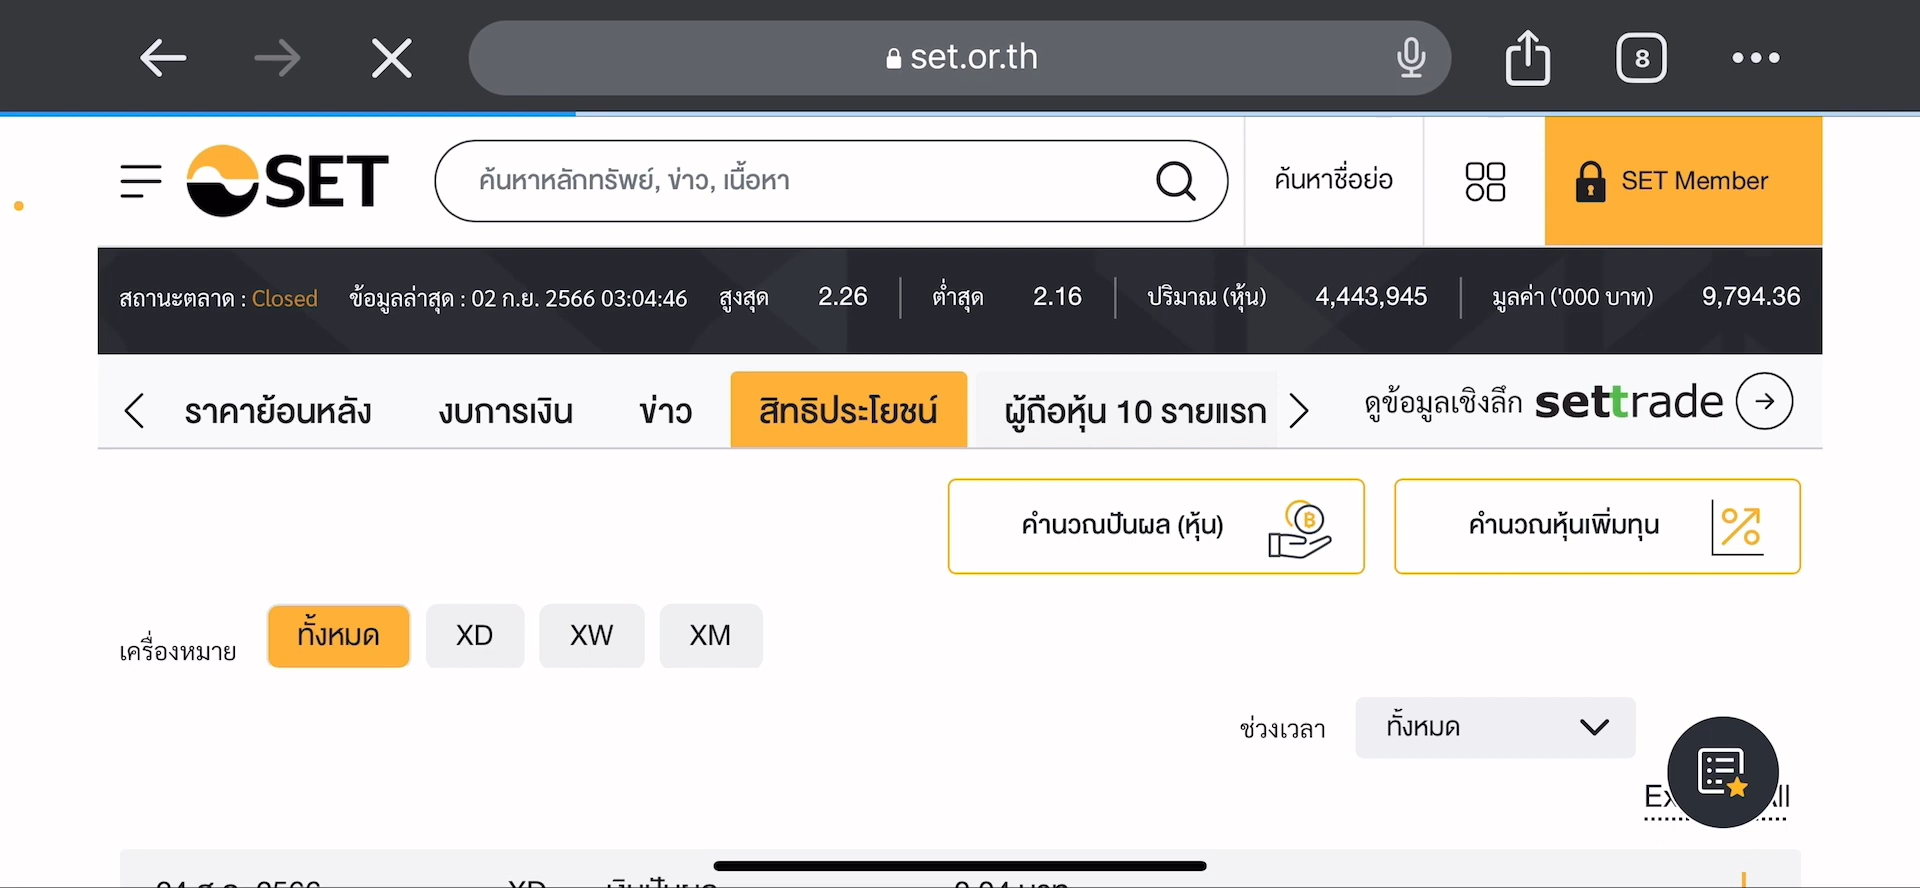 set.or.th
8
SET
ค้นหาหลักทรัพย์, ข่าว, เนื้อหา
ค้นหาชื่อย่อ
SET Member
สถานะตลาด : Closed ข้อมูลล่าสุด : 02 ก.ย. 2566 03:04:46 สูงสุด 2.26 ต่ำสุด 2.16 ปริมาณ (หุ้น) 4,443,945 มูลค่า ('000 บาท) 9,794.36
ราคาย้อนหลัง งบการเงิน ข่าว สิทธิประโยชน์ ผู้ถือหุ้น 10 รายแรก ดูข้อมูลเชิงลึก settrade
คำนวณปันผล (หุ้น) คำนวณหุ้นเพิ่มทุน
เครื่องหมาย ทั้งหมด XD XW XM
ช่วงเวลา ทั้งหมด